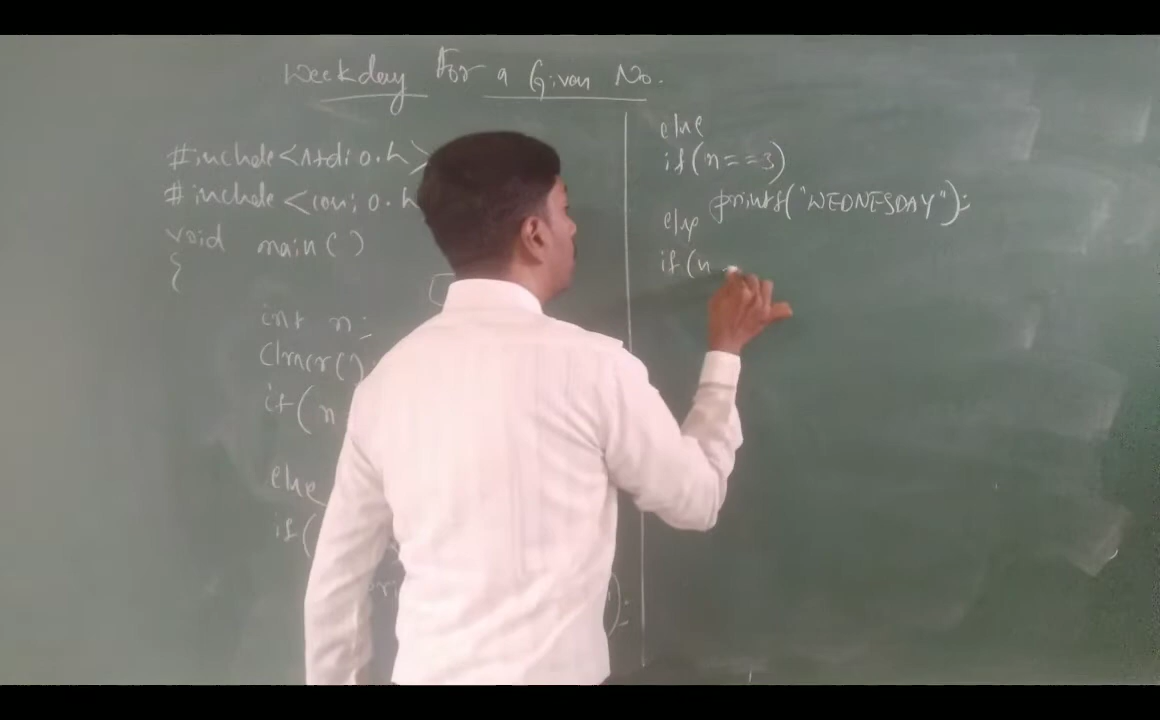 Weekday For a Given No.
#include<stdio.h>
#include <conio.h
void main()
{
int n;
Clrscr();
if(n
else
if(
);
else
if(n==3)
printf("WEDNESDAY");
else
if(n